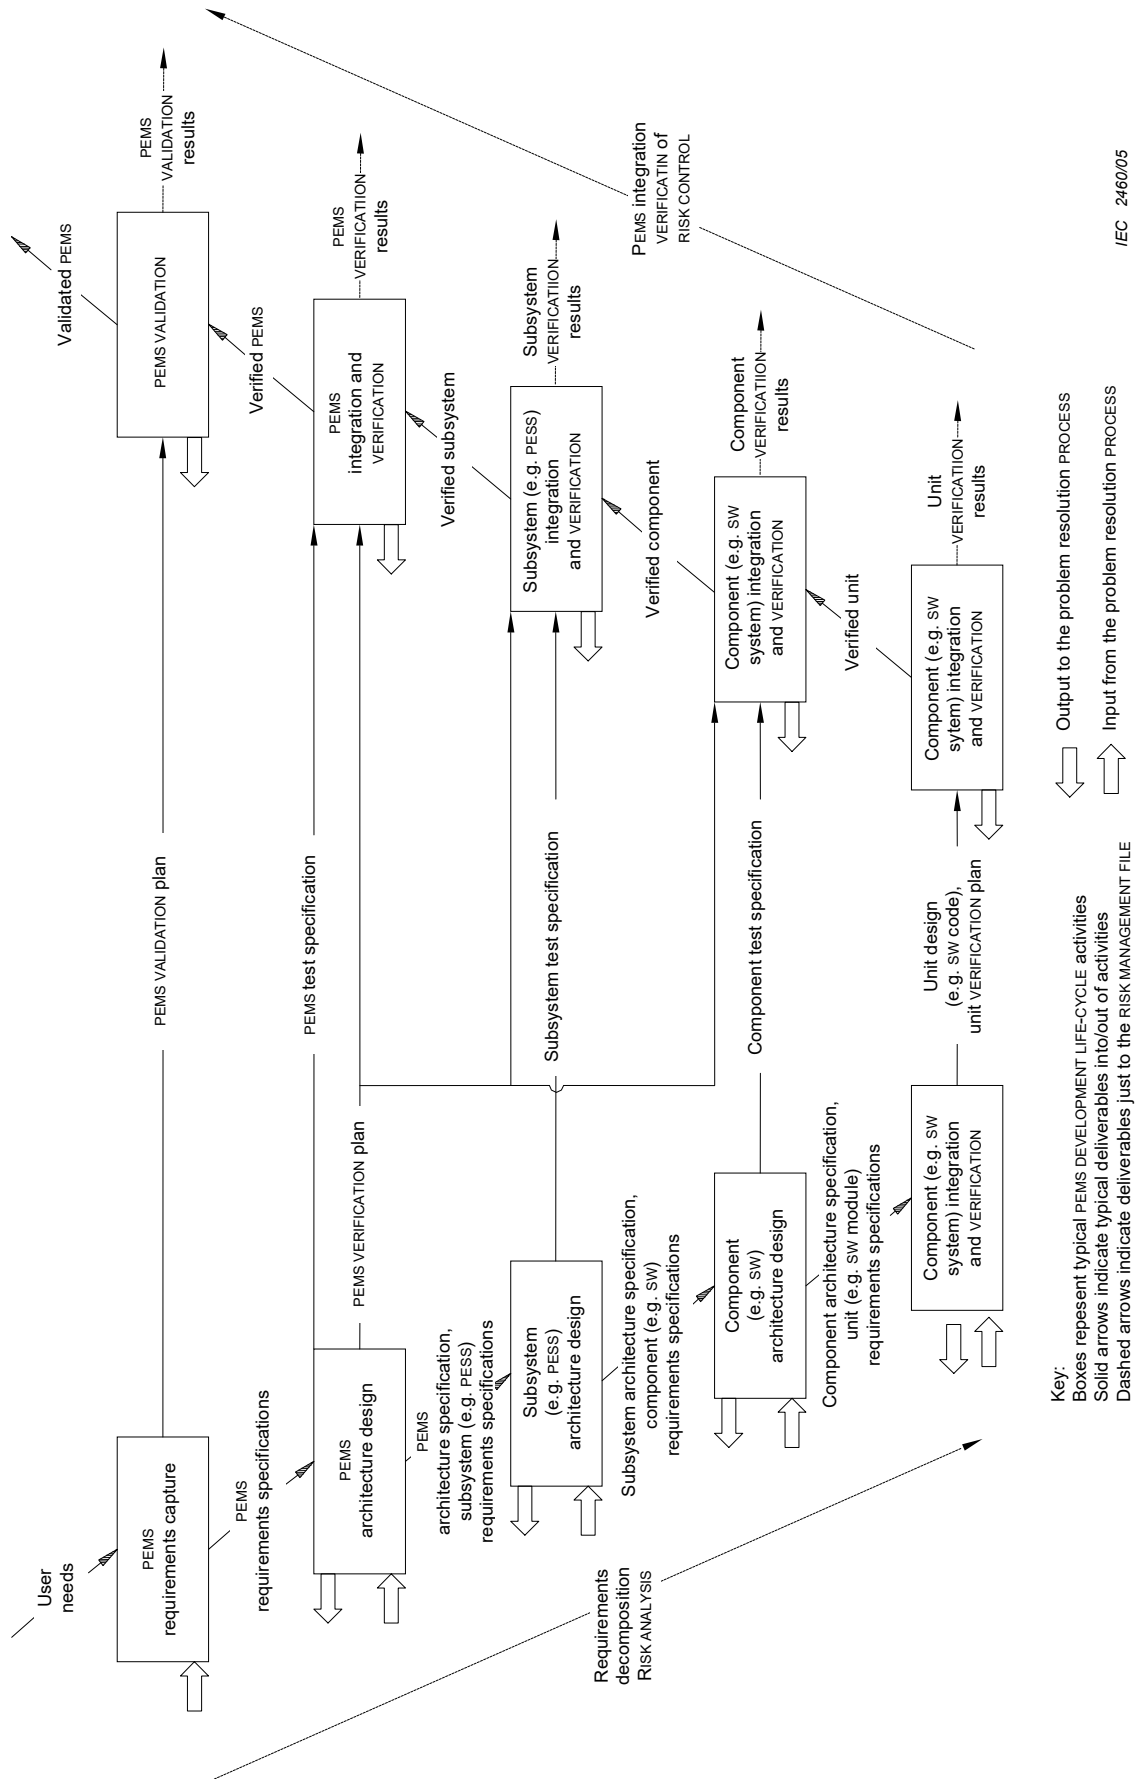 User
needs
PEMS
requirements capture
PEMS
requirements specifications
PEMS
architecture design
PEMS
architecture specification,
subsystem (e.g. PESS)
requirements specifications
Subsystem
(e.g. PESS)
architecture design
Subsystem architecture specification,
component (e.g. SW)
requirements specifications
Component
(e.g. SW)
architecture design
Component architecture specification,
unit (e.g. SW module)
requirements specifications
Component (e.g. SW
system) integration
and VERIFICATION
Requirements
decomposition
RISK ANALYSIS
PEMS VALIDATION plan
PEMS test specification
PEMS VERIFICATION plan
Subsystem test specification
Component test specification
Unit design
(e.g. SW code),
unit VERIFICATION plan
Validated PEMS
PEMS VALIDATION
PEMS
VALIDATION
results
Verified PEMS
PEMS
integration and
VERIFICATION
PEMS
VERIFICATIION
results
Verified subsystem
Subsystem (e.g. PESS)
integration
and VERIFICATION
Subsystem
VERIFICATIION
results
Verified component
Component (e.g. SW
system) integration
and VERIFICATION
Component
VERIFICATIION
results
Verified unit
Component (e.g. SW
sytem) integration
and VERIFICATION
Unit
VERIFICATIION
results
PEMS integration
VERIFICATIN of
RISK CONTROL
Key:
Boxes repesent typical PEMS DEVELOPMENT LIFE-CYCLE activities
Solid arrows indicate typical deliverables into/out of activities
Dashed arrows indicate deliverables just to the RISK MANAGEMENT FILE
Output to the problem resolution PROCESS
Input from the problem resolution PROCESS
IEC 2460/05